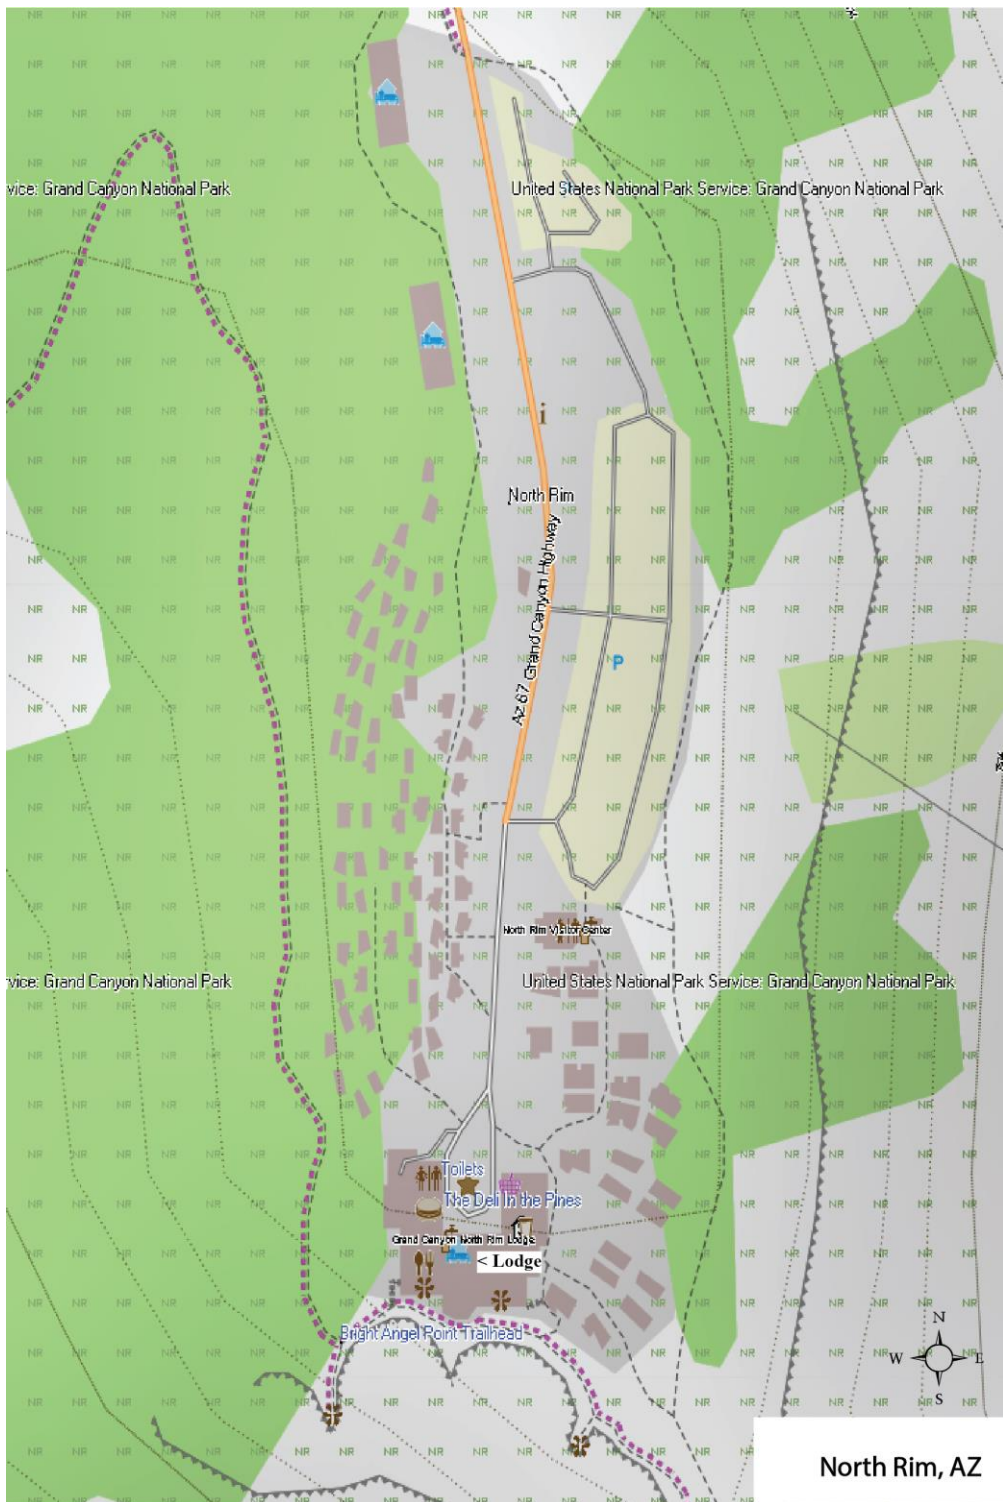 vice: Grand Canyon National Park
United States National Park Service: Grand Canyon National Park
i
North Rim
Az 67 Grand Canyon Highway
P
North Rim Visitor Center
vice: Grand Canyon National Park
United States National Park Service: Grand Canyon National Park
Toilets
The Deli In the Pines
Grand Canyon North Rim Lodge
< Lodge
Bright Angel Point Trailhead
N
W E
S
NR
North Rim, AZ